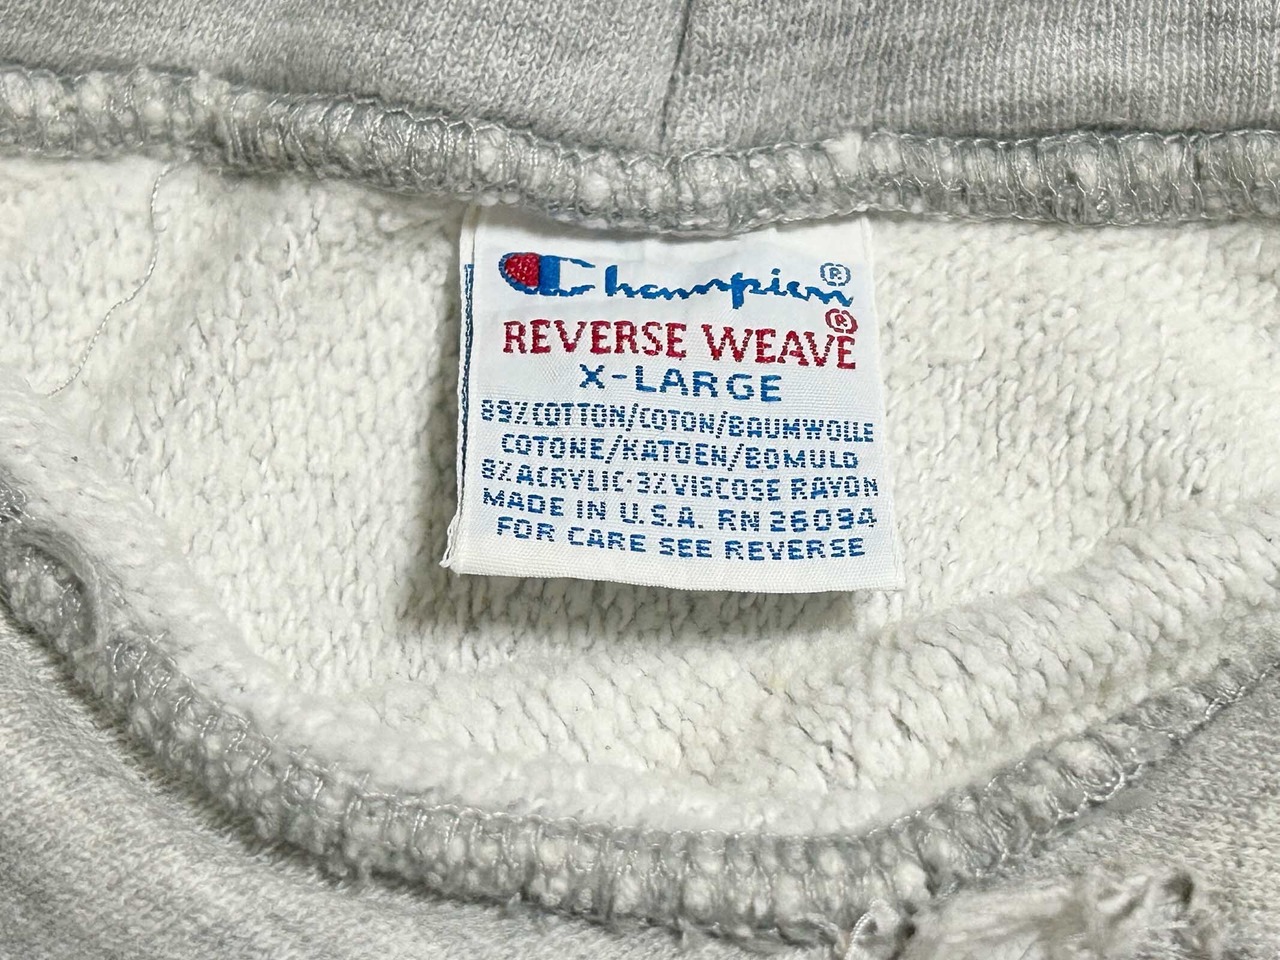 Champion®
REVERSE WEAVE®
X-LARGE
89% COTTON/COTON/BAUMWOLLE
COTONE/KATOEN/BOMULD
8% ACRYLIC·3% VISCOSE RAYON
MADE IN U.S.A. RN 26094
FOR CARE SEE REVERSE